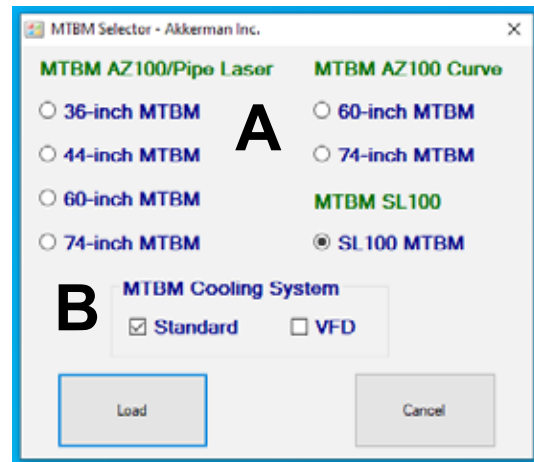 MTBM Selector - Akkerman Inc.
MTBM AZ100/Pipe Laser
36-inch MTBM
44-inch MTBM
60-inch MTBM
74-inch MTBM
A
MTBM AZ100 Curve
60-inch MTBM
74-inch MTBM
MTBM SL100
SL100 MTBM
B
MTBM Cooling System
Standard
VFD
Load
Cancel